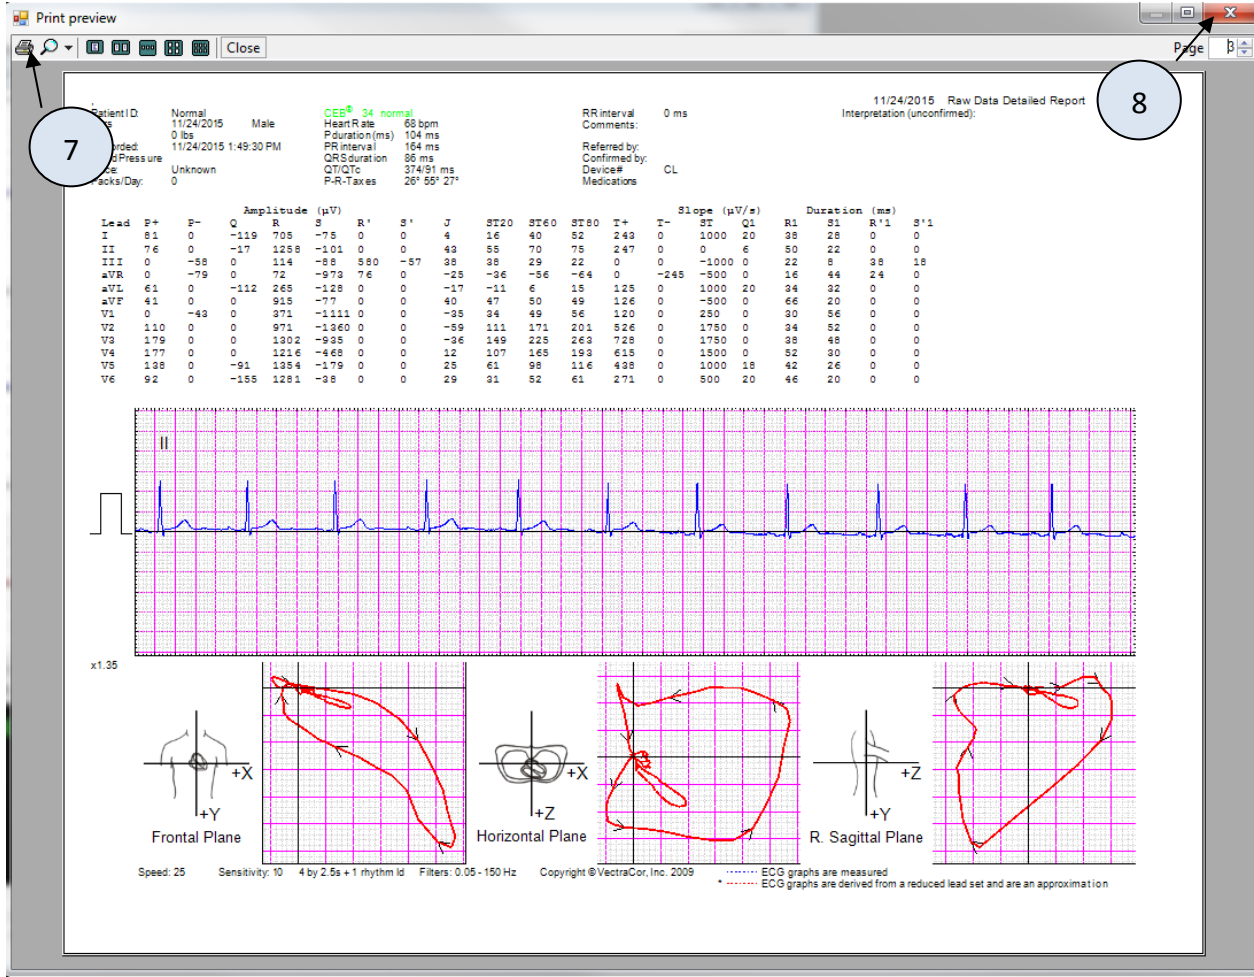 Print preview
Close
Page 3
7
8
11/24/2015 Raw Data Detailed Report
Patient ID: Normal CEB® 34 normal RR interval 0 ms Interpretation (unconfirmed):
11/24/2015 Male Heart Rate 68 bpm Comments:
0 lbs P duration (ms) 104 ms
11/24/2015 1:49:30 PM PR interval 164 ms Referred by:
QRS duration 86 ms Confirmed by:
Unknown QT/QTc 374/91 ms Device# CL
Packs/Day: 0 P-R-T axes 26° 55° 27° Medications
Amplitude (µV) Slope (µV/s) Duration (ms)
Lead P+ P- Q R S R' S' J ST20 ST60 ST80 T+ T- ST Q1 R1 S1 R'1 S'1
I 81 0 -119 705 -75 0 0 4 16 40 52 243 0 1000 20 38 28 0 0
II 76 0 -17 1258 -101 0 0 43 55 70 75 247 0 0 6 50 22 0 0
III 0 -58 0 114 -88 580 -57 38 38 29 22 0 0 -1000 0 22 8 38 18
aVR 0 -79 0 72 -973 76 0 -25 -36 -56 -64 0 -245 -500 0 16 44 24 0
aVL 61 0 -112 265 -128 0 0 -17 -11 6 15 125 0 1000 20 34 32 0 0
aVF 41 0 0 915 -77 0 0 40 47 50 49 126 0 -500 0 66 20 0 0
V1 0 -43 0 371 -1111 0 0 -35 34 49 56 120 0 250 0 30 56 0 0
V2 110 0 0 971 -1360 0 0 -59 111 171 201 526 0 1750 0 34 52 0 0
V3 179 0 0 1302 -935 0 0 -36 149 225 263 728 0 1750 0 38 48 0 0
V4 177 0 0 1216 -468 0 0 12 107 165 193 615 0 1500 0 52 30 0 0
V5 138 0 -91 1354 -179 0 0 25 61 98 116 438 0 1000 18 42 26 0 0
V6 92 0 -155 1281 -38 0 0 29 31 52 61 271 0 500 20 46 20 0 0
II
x1.35
+X +X +Z
+Y +Z +Y
Frontal Plane Horizontal Plane R. Sagittal Plane
Speed: 25 Sensitivity: 10 4 by 2.5s + 1 rhythm ld Filters: 0.05 - 150 Hz Copyright © VectraCor, Inc. 2009 ECG graphs are measured
* ECG graphs are derived from a reduced lead set and are an approximation